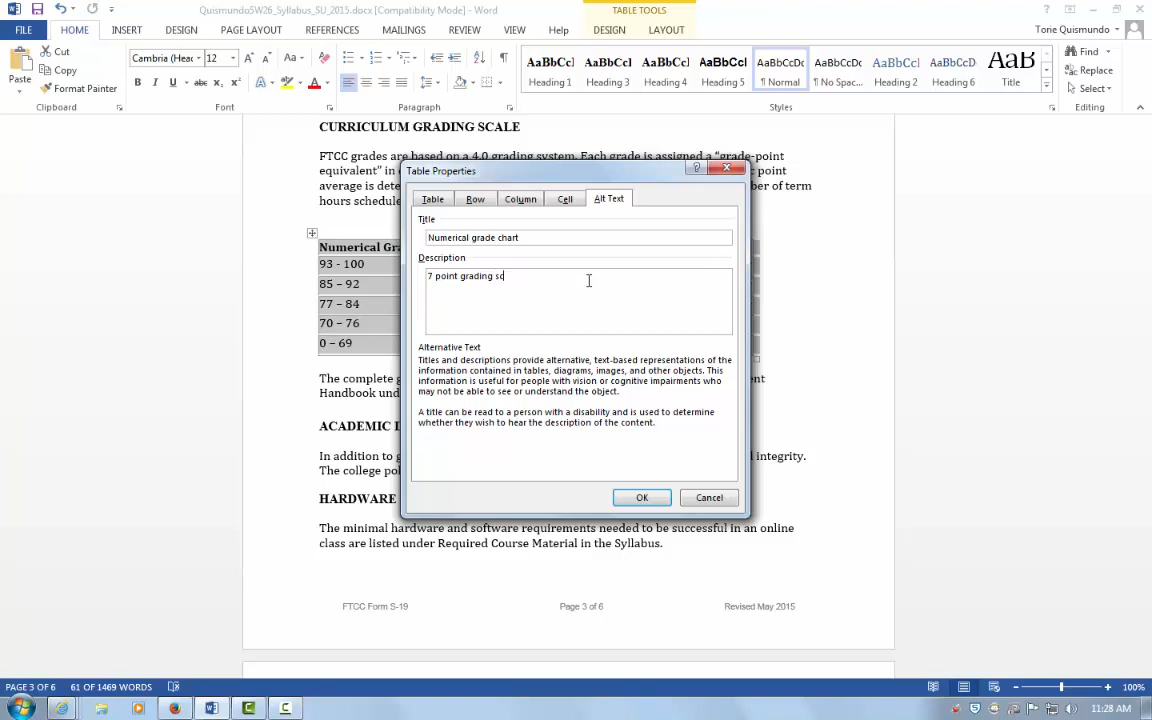 Quismundo5W26_Syllabus_SU_2015.docx [Compatibility Mode] - Word
TABLE TOOLS
FILE HOME INSERT DESIGN PAGE LAYOUT REFERENCES MAILINGS REVIEW VIEW Help DESIGN LAYOUT Torie Quismundo
Paste
Cut
Copy
Format Painter
Clipboard
Cambria (Heac 12
Font
Paragraph
AaBbCcI AaBbCcI AaBbCcI AaBbCcI AaBbCcDc AaBbCcDc AaBbCcI AaBbCcD AaB
Heading 1 Heading 3 Heading 4 Heading 5 ¶ Normal ¶ No Spac... Heading 2 Heading 6 Title
Styles
Find
Replace
Select
Editing
CURRICULUM GRADING SCALE
FTCC grades are based on a 4.0 grading system. Each grade is assigned a “grade-point
equivalent” in point
average is dete ber of term
hours schedule
Numerical Gra
93 - 100
85 – 92
77 – 84
70 – 76
0 – 69
The complete g ent
Handbook und
ACADEMIC I
In addition to g integrity.
The college pol
HARDWARE
The minimal hardware and software requirements needed to be successful in an online
class are listed under Required Course Material in the Syllabus.
FTCC Form S-19 Page 3 of 6 Revised May 2015
Table Properties
Table Row Column Cell Alt Text
Title
Numerical grade chart
Description
7 point grading sc
Alternative Text
Titles and descriptions provide alternative, text-based representations of the
information contained in tables, diagrams, images, and other objects. This
information is useful for people with vision or cognitive impairments who
may not be able to see or understand the object.
A title can be read to a person with a disability and is used to determine
whether they wish to hear the description of the content.
OK Cancel
PAGE 3 OF 6 61 OF 1469 WORDS 100%
11:28 AM